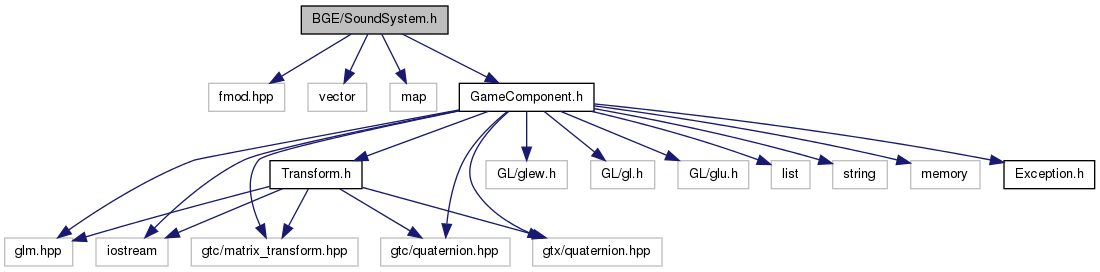 BGE/SoundSystem.h
fmod.hpp
vector
map
GameComponent.h
Transform.h
GL/glew.h
GL/gl.h
GL/glu.h
list
string
memory
Exception.h
glm.hpp
iostream
gtc/matrix_transform.hpp
gtc/quaternion.hpp
gtx/quaternion.hpp